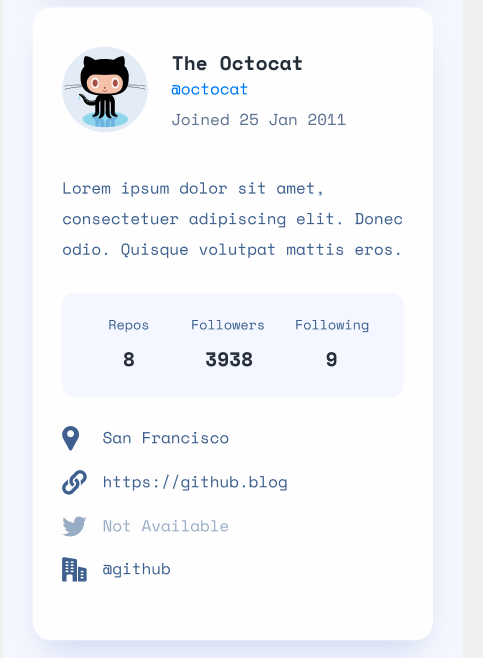 The Octocat
@octocat
Joined 25 Jan 2011
Lorem ipsum dolor sit amet,
consectetuer adipiscing elit. Donec
odio. Quisque volutpat mattis eros.
Repos Followers Following
8 3938 9
San Francisco
https://github.blog
Not Available
@github